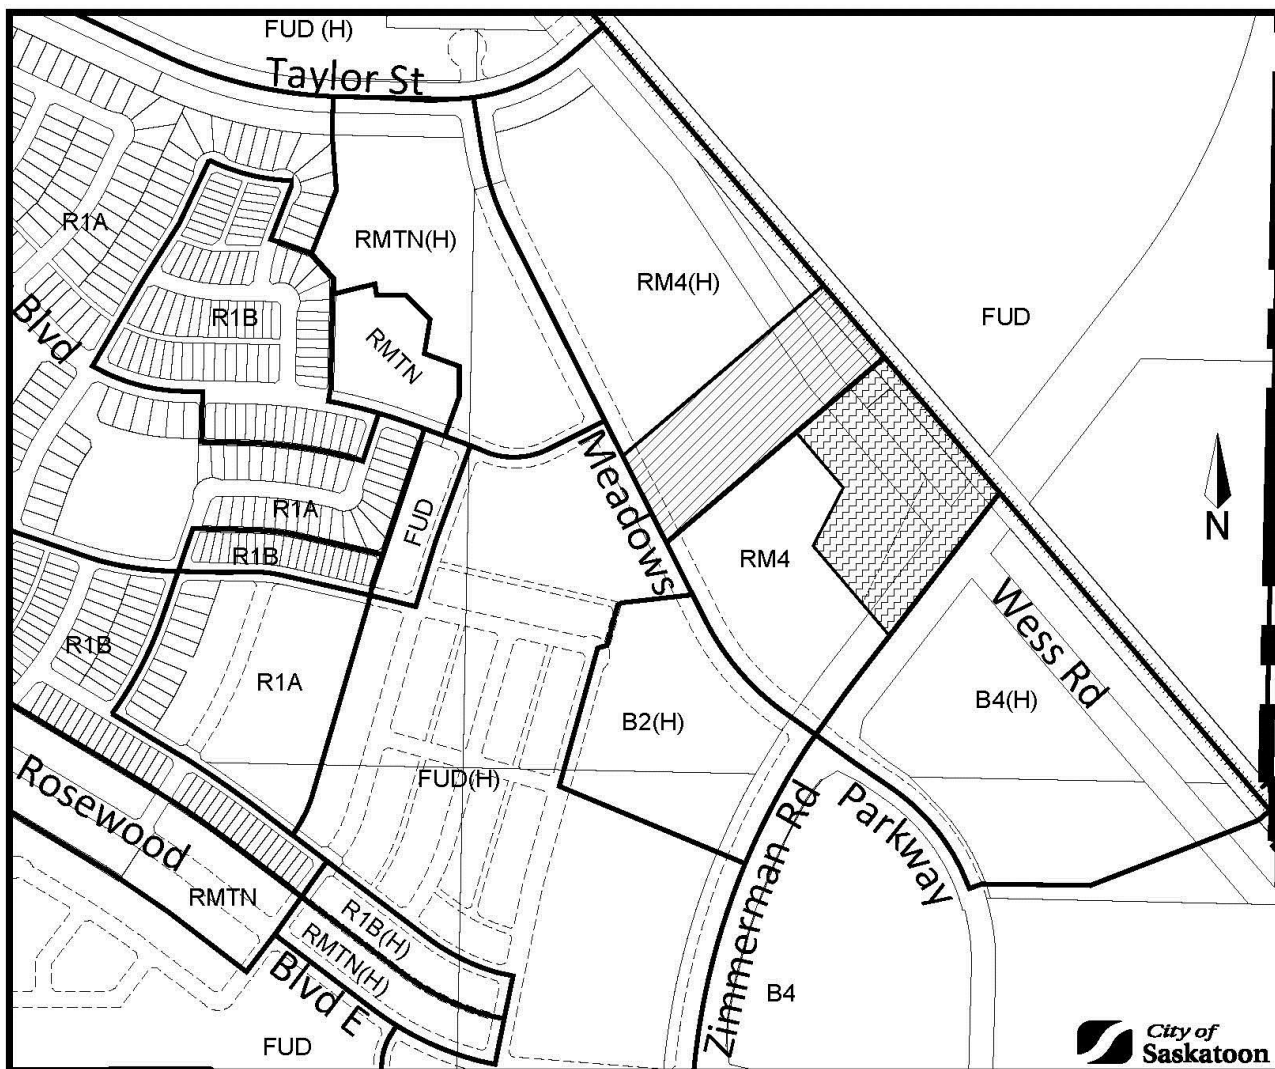 FUD (H)
Taylor St
R1A
RMTN(H)
RM4(H)
FUD
R1B
Blvd
RMTN
Meadows
FUD
R1A
R1B
RM4
N
Wess Rd
R1B
R1A
B2(H)
B4(H)
FUD(H)
Rosewood
Zimmerman Rd
Parkway
RMTN
R1B(H)
RMTN(H)
Blvd E
B4
FUD
City of
Saskatoon